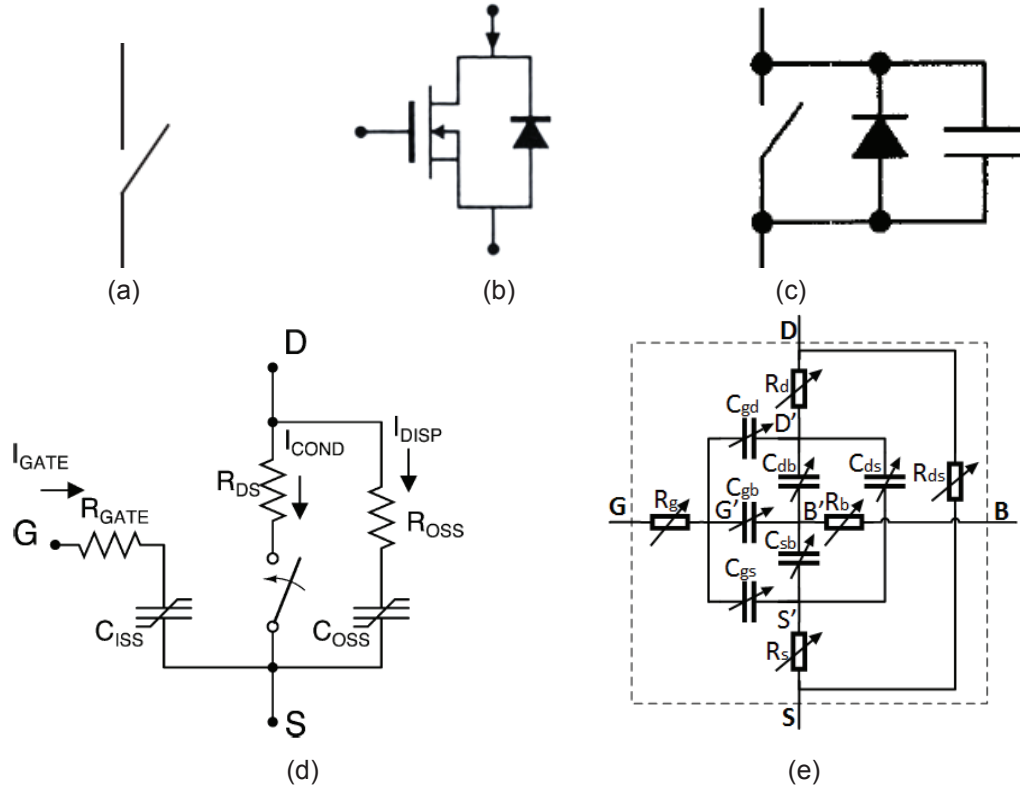 (a)
(b)
(c)
D
I_GATE
R_GATE
G
C_ISS
R_DS
I_COND
I_DISP
R_OSS
C_OSS
S
(d)
D
R_d
C_gd
D'
C_db
C_ds
R_ds
G
R_g
C_gb
G'
B'
R_b
B
C_sb
C_gs
S'
R_s
S
(e)